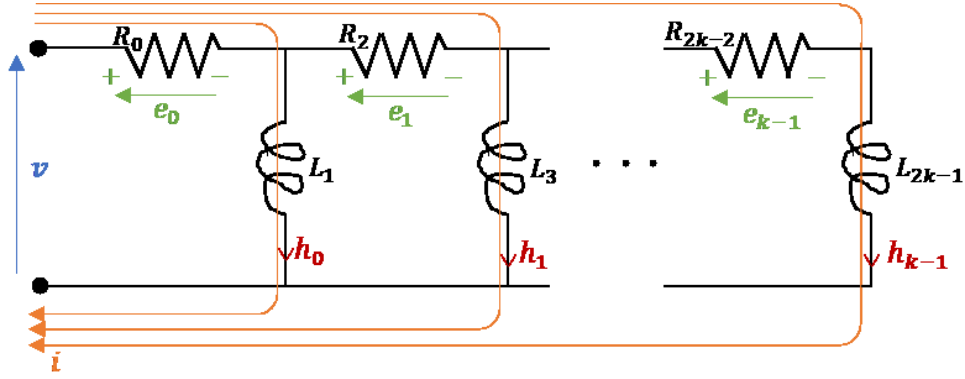 R₀ R₂ R₂ₖ₋₂
+ − + − + −
e₀ e₁ eₖ₋₁
v L₁ L₃ . . . L₂ₖ₋₁
h₀ h₁ hₖ₋₁
i